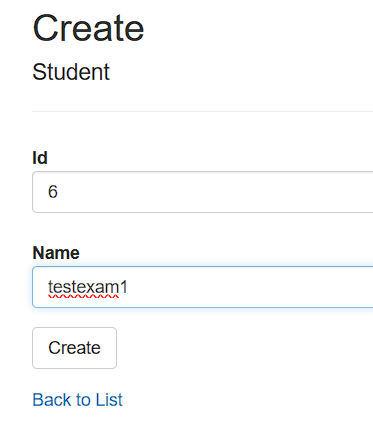 Create
Student
Id
6
Name
testexam1
Create
Back to List